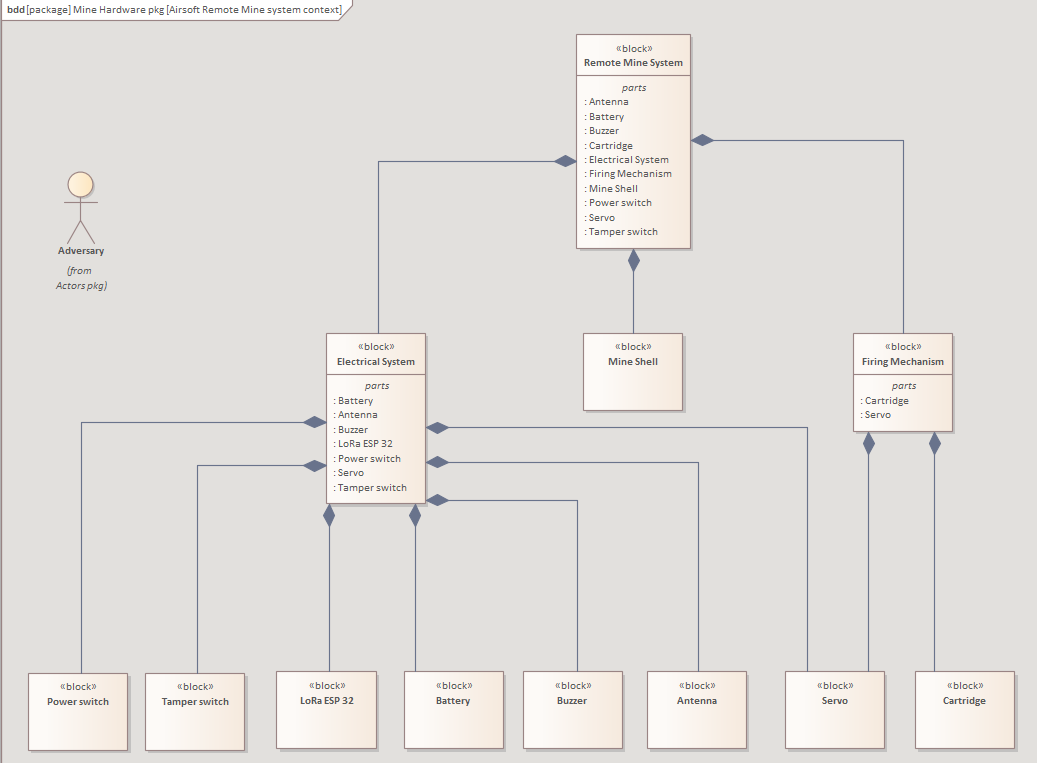 bdd [package] Mine Hardware pkg [Airsoft Remote Mine system context]
«block»
Remote Mine System
parts
: Antenna
: Battery
: Buzzer
: Cartridge
: Electrical System
: Firing Mechanism
: Mine Shell
: Power switch
: Servo
: Tamper switch
Adversary
(from
Actors pkg)
«block»
Electrical System
parts
: Battery
: Antenna
: Buzzer
: LoRa ESP 32
: Power switch
: Servo
: Tamper switch
«block»
Mine Shell
«block»
Firing Mechanism
parts
: Cartridge
: Servo
«block»
Power switch
«block»
Tamper switch
«block»
LoRa ESP 32
«block»
Battery
«block»
Buzzer
«block»
Antenna
«block»
Servo
«block»
Cartridge